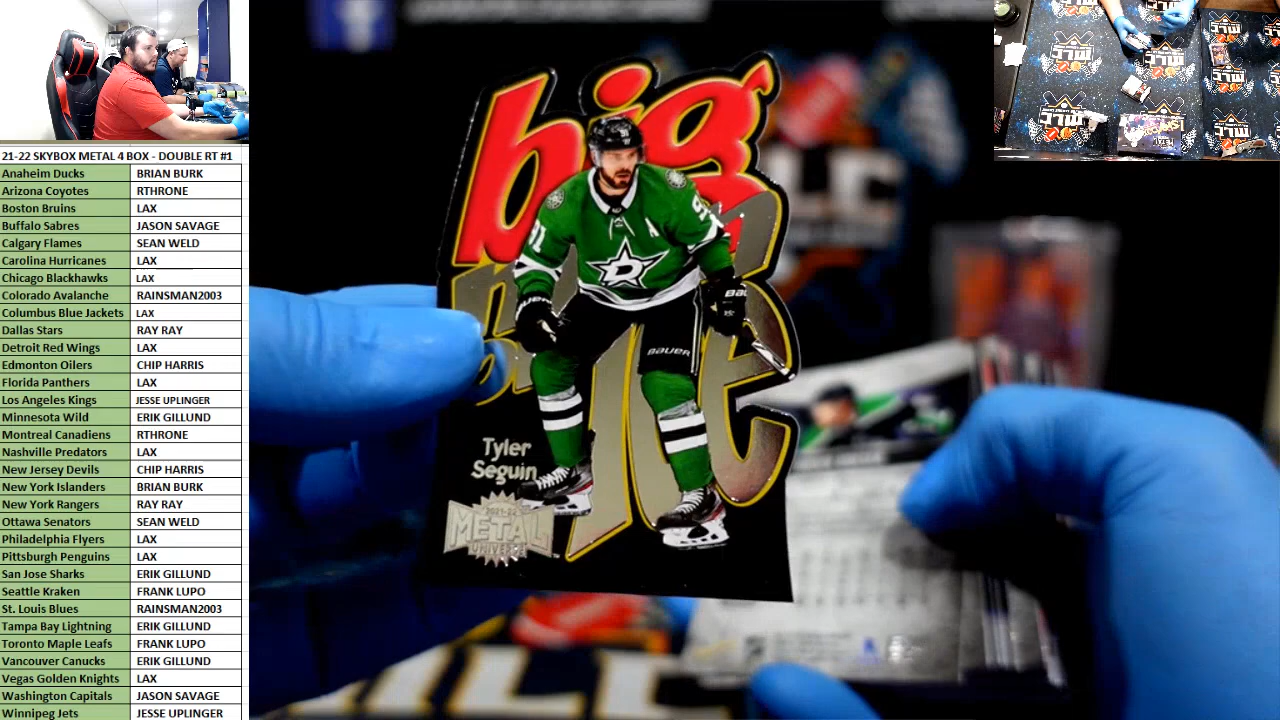 21-22 SKYBOX METAL 4 BOX - DOUBLE RT #1
Anaheim Ducks BRIAN BURK
Arizona Coyotes RTHRONE
Boston Bruins LAX
Buffalo Sabres JASON SAVAGE
Calgary Flames SEAN WELD
Carolina Hurricanes LAX
Chicago Blackhawks LAX
Colorado Avalanche RAINSMAN2003
Columbus Blue Jackets LAX
Dallas Stars RAY RAY
Detroit Red Wings LAX
Edmonton Oilers CHIP HARRIS
Florida Panthers LAX
Los Angeles Kings JESSE UPLINGER
Minnesota Wild ERIK GILLUND
Montreal Canadiens RTHRONE
Nashville Predators LAX
New Jersey Devils CHIP HARRIS
New York Islanders BRIAN BURK
New York Rangers RAY RAY
Ottawa Senators SEAN WELD
Philadelphia Flyers LAX
Pittsburgh Penguins LAX
San Jose Sharks ERIK GILLUND
Seattle Kraken FRANK LUPO
St. Louis Blues RAINSMAN2003
Tampa Bay Lightning ERIK GILLUND
Toronto Maple Leafs FRANK LUPO
Vancouver Canucks ERIK GILLUND
Vegas Golden Knights LAX
Washington Capitals JASON SAVAGE
Winnipeg Jets JESSE UPLINGER
big
91
A
D
BAUER
Tyler
Seguin
2021-22
METAL
UNIVERSE